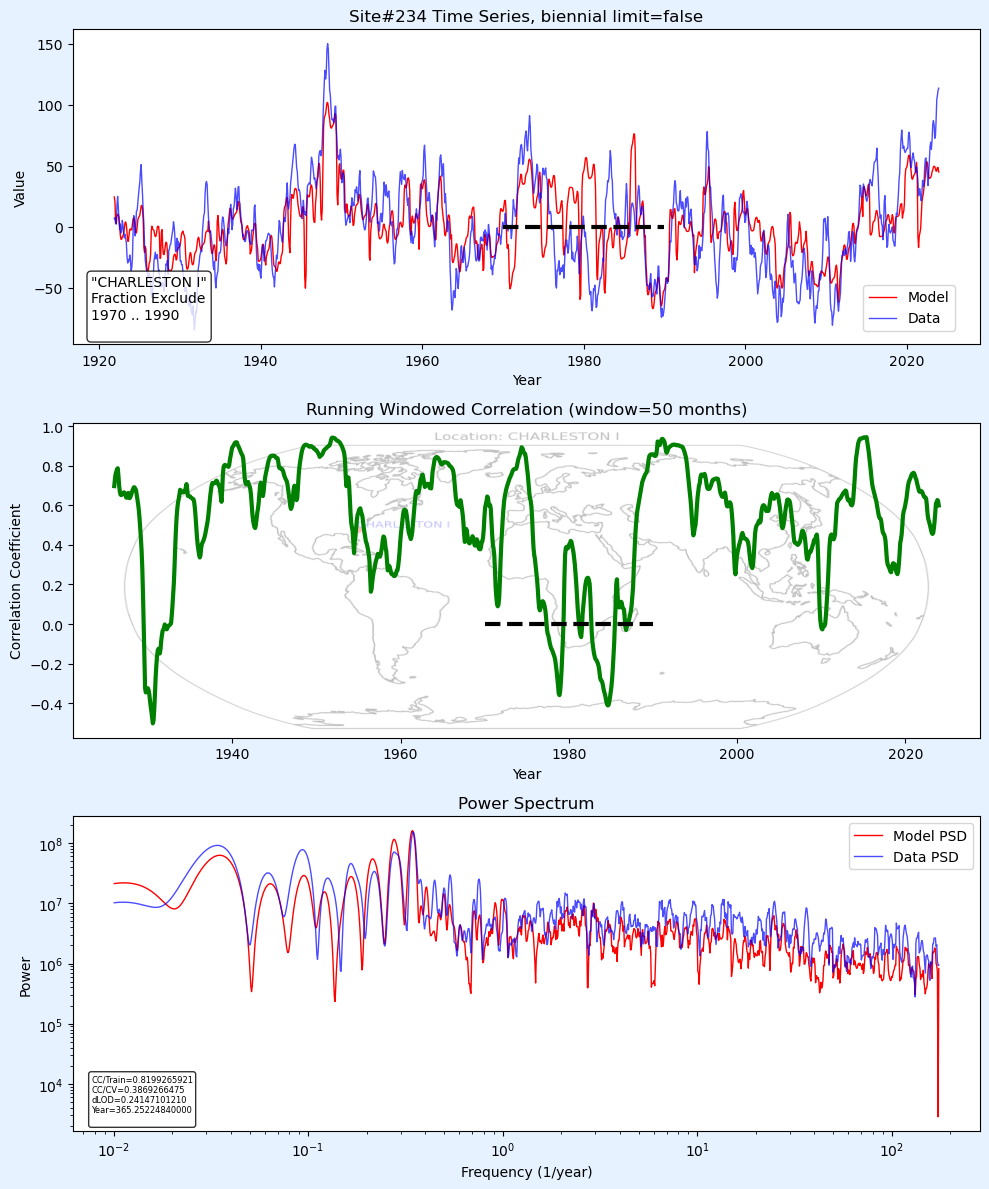 Site#234 Time Series, biennial limit=false
150
100
50
0
−50
Value
"CHARLESTON I"
Fraction Exclude
1970 .. 1990
Model
Data
1920
1940
1960
1980
2000
2020
Year
Running Windowed Correlation (window=50 months)
Location: CHARLESTON I
CHARLESTON I
1.0
0.8
0.6
0.4
0.2
0.0
−0.2
−0.4
Correlation Coefficient
1940
1960
1980
2000
2020
Year
Power Spectrum
Model PSD
Data PSD
10⁸
10⁷
10⁶
10⁵
10⁴
Power
CC/Train=0.8199265921
CC/CV=0.3869266475
dLOD=0.24147101210
Year=365.25224840000
10⁻²
10⁻¹
10⁰
10¹
10²
Frequency (1/year)